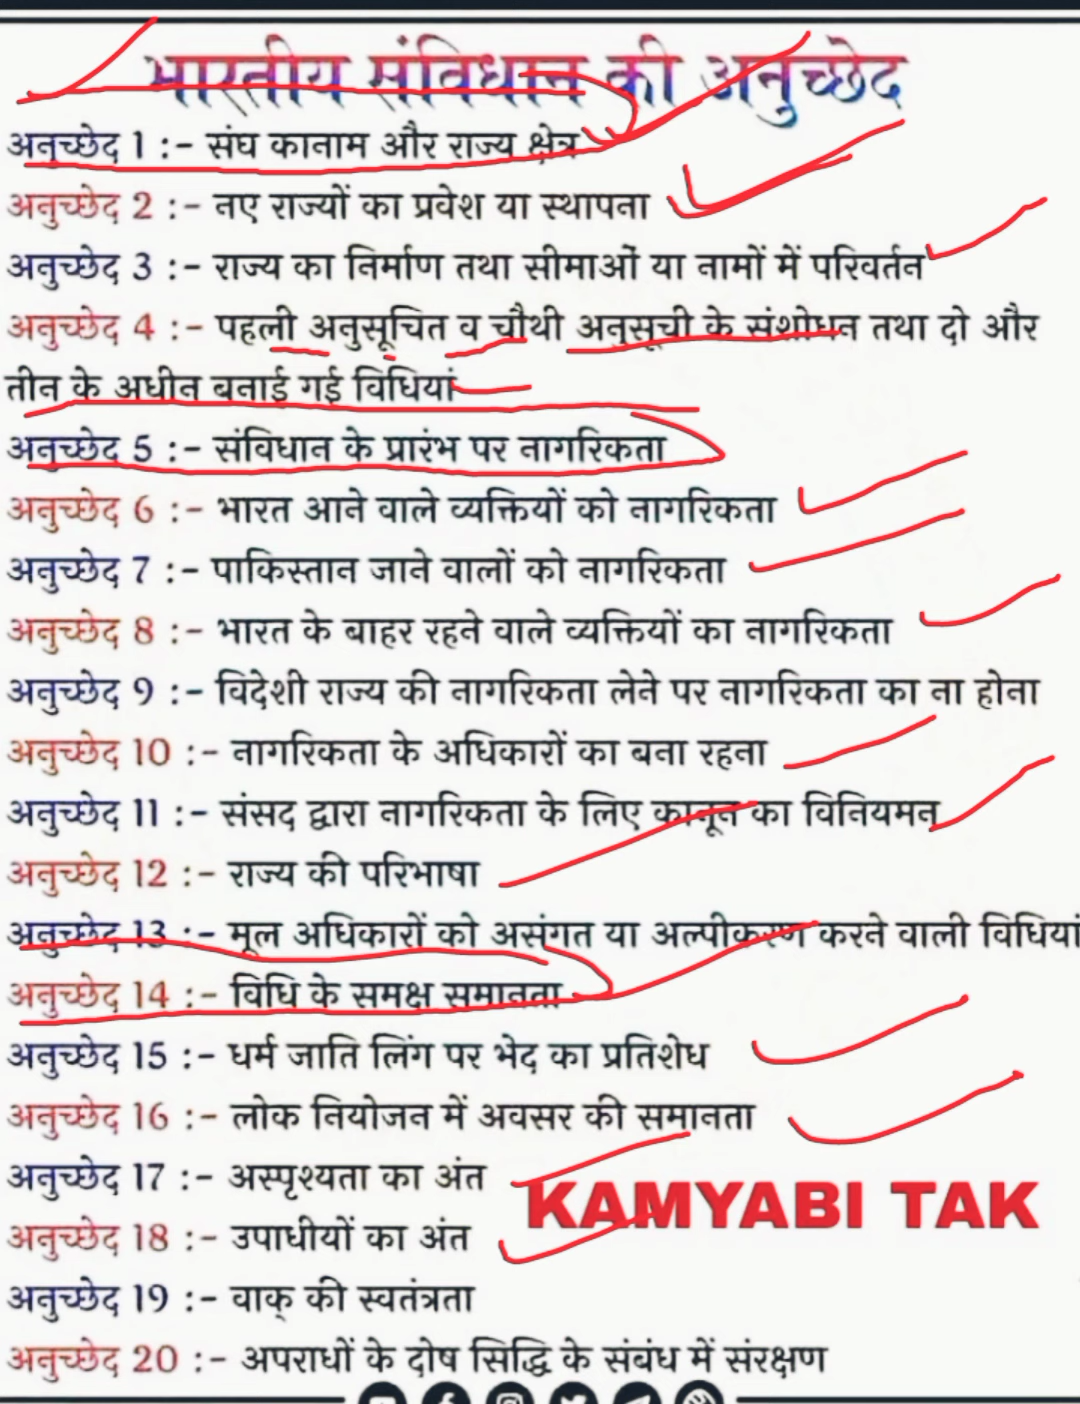 भारतीय संविधान की अनुच्छेद
अनुच्छेद 1 :- संघ कानाम और राज्य क्षेत्र
अनुच्छेद 2 :- नए राज्यों का प्रवेश या स्थापना
अनुच्छेद 3 :- राज्य का निर्माण तथा सीमाओं या नामों में परिवर्तन
अनुच्छेद 4 :- पहली अनुसूचित व चौथी अनुसूची के संशोधन तथा दो और
तीन के अधीन बनाई गई विधियां
अनुच्छेद 5 :- संविधान के प्रारंभ पर नागरिकता
अनुच्छेद 6 :- भारत आने वाले व्यक्तियों को नागरिकता
अनुच्छेद 7 :- पाकिस्तान जाने वालों को नागरिकता
अनुच्छेद 8 :- भारत के बाहर रहने वाले व्यक्तियों का नागरिकता
अनुच्छेद 9 :- विदेशी राज्य की नागरिकता लेने पर नागरिकता का ना होना
अनुच्छेद 10 :- नागरिकता के अधिकारों का बना रहना
अनुच्छेद 11 :- संसद द्वारा नागरिकता के लिए कानून का विनियमन
अनुच्छेद 12 :- राज्य की परिभाषा
अनुच्छेद 13 :- मूल अधिकारों को असंगत या अल्पीकरण करने वाली विधियां
अनुच्छेद 14 :- विधि के समक्ष समानता
अनुच्छेद 15 :- धर्म जाति लिंग पर भेद का प्रतिशेध
अनुच्छेद 16 :- लोक नियोजन में अवसर की समानता
अनुच्छेद 17 :- अस्पृश्यता का अंत
KAMYABI TAK
अनुच्छेद 18 :- उपाधीयों का अंत
अनुच्छेद 19 :- वाक् की स्वतंत्रता
अनुच्छेद 20 :- अपराधों के दोष सिद्धि के संबंध में संरक्षण